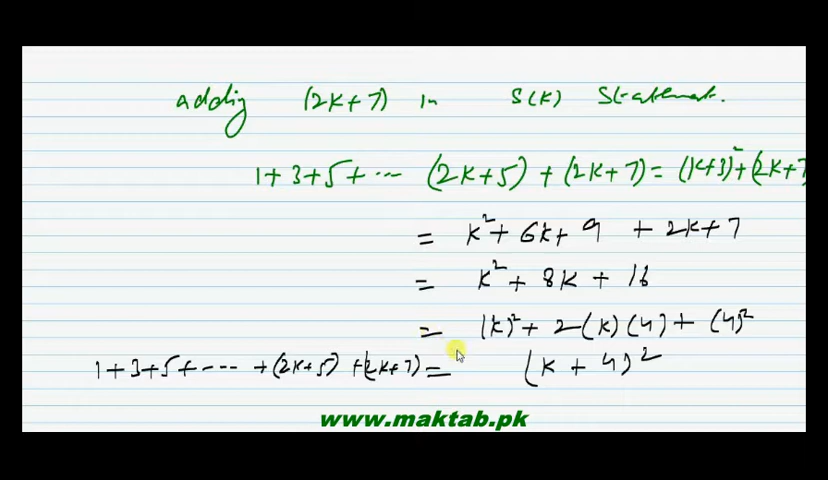 adding (2k+7) in S(k) Statement.
1+3+5+... (2k+5)+(2k+7)=(k+3)²+(2k+7
= k²+6k+9 +2k+7
= k²+8k+16
= (k)²+2(k)(4)+(4)²
1+3+5+---- +(2k+5)+(2k+7)= (k+4)²
www.maktab.pk